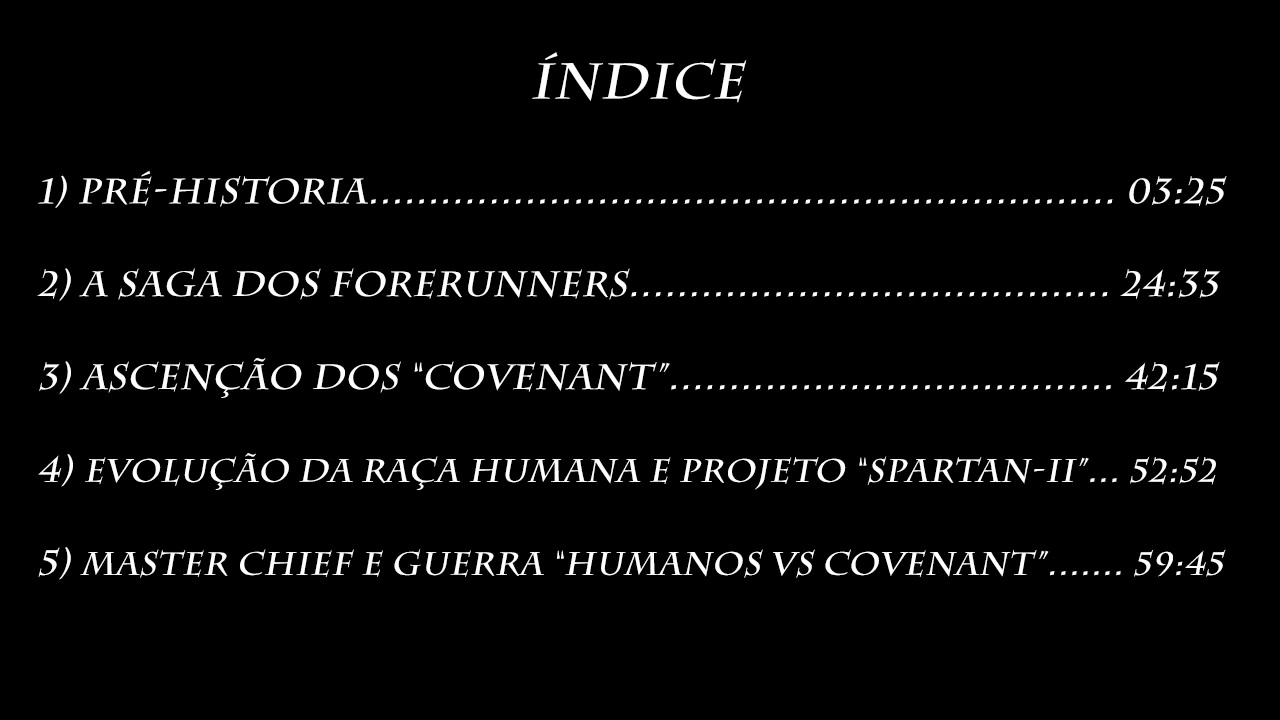 ÍNDICE
1) PRÉ-HISTORIA.............................................................. 03:25
2) A SAGA DOS FORERUNNERS........................................ 24:33
3) ASCENÇÃO DOS “COVENANT”..................................... 42:15
4) EVOLUÇÃO DA RAÇA HUMANA E PROJETO “SPARTAN-II”... 52:52
5) MASTER CHIEF E GUERRA “HUMANOS VS COVENANT”....... 59:45